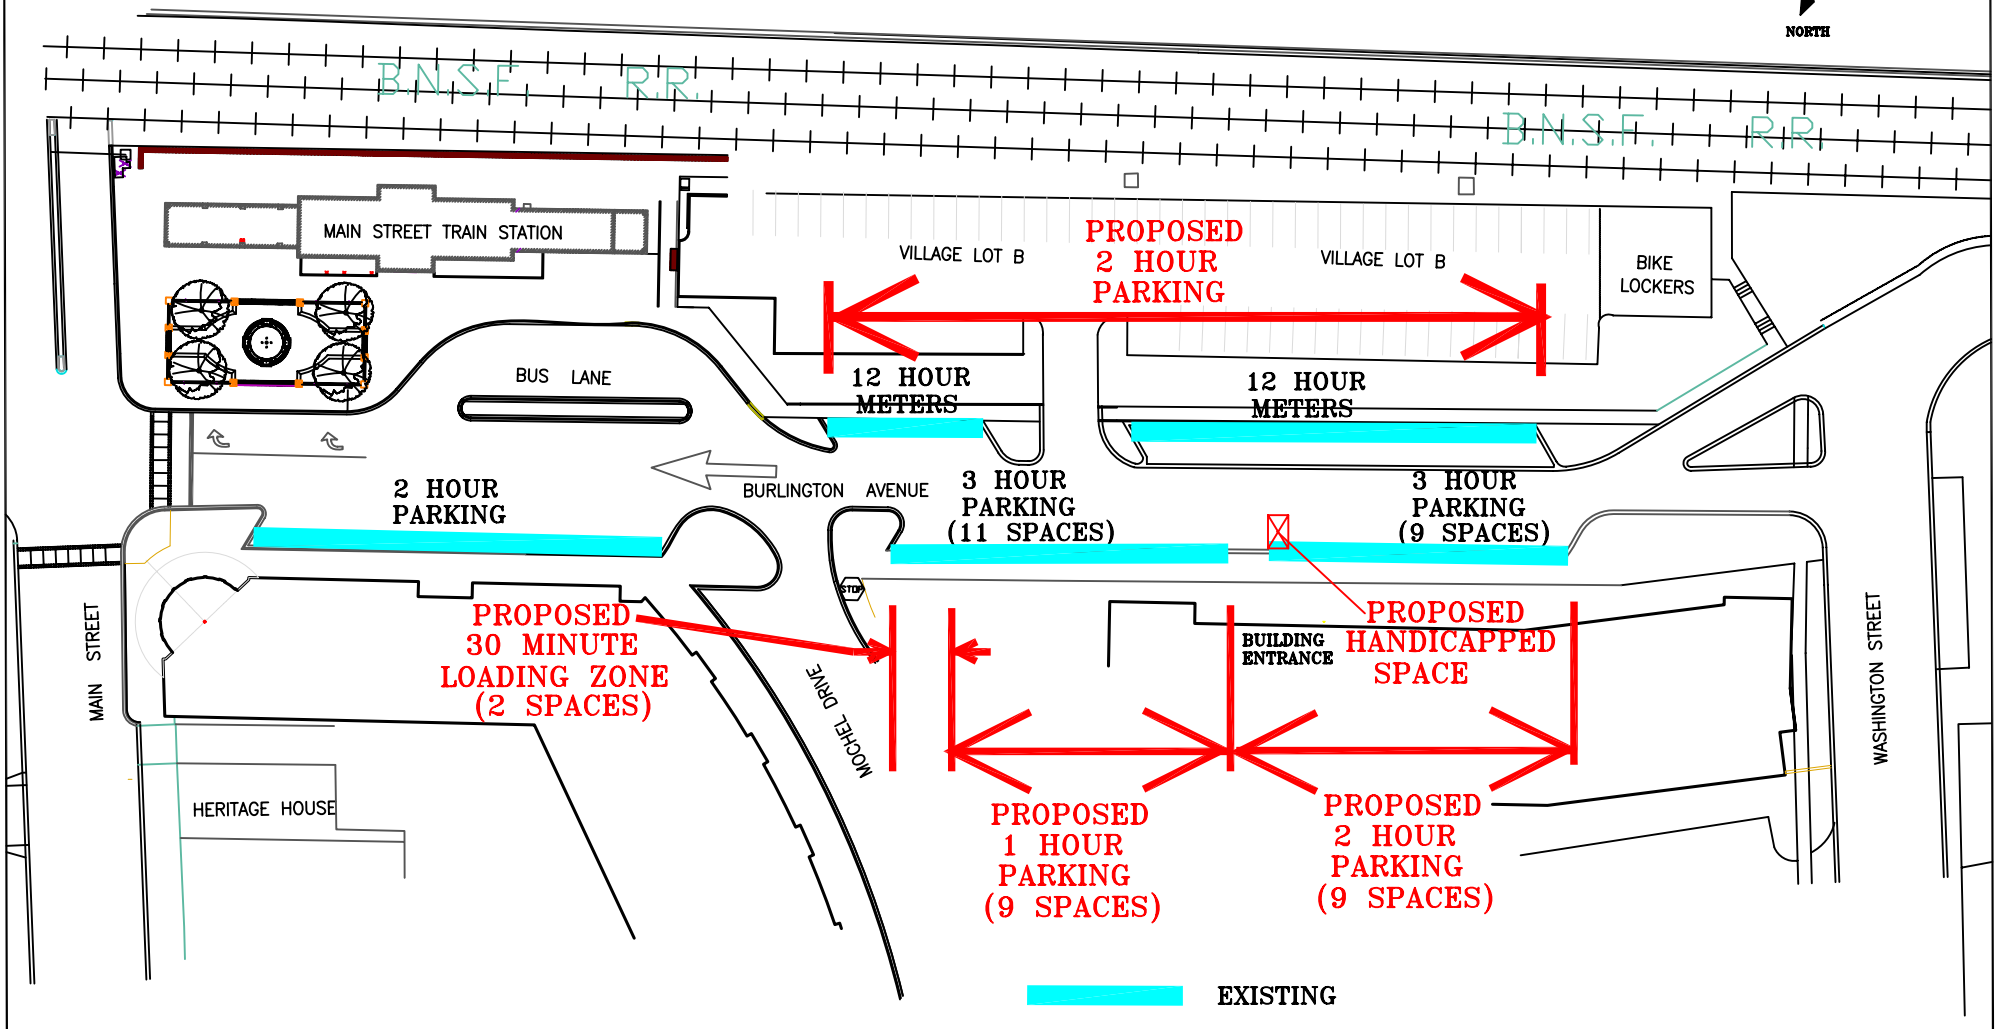 NORTH
B.N.S.F. R.R.
B.N.S.F. R.R.
MAIN STREET TRAIN STATION
VILLAGE LOT B
PROPOSED
2 HOUR
PARKING
VILLAGE LOT B
BIKE
LOCKERS
BUS LANE
12 HOUR
METERS
12 HOUR
METERS
2 HOUR
PARKING
BURLINGTON AVENUE
3 HOUR
PARKING
(11 SPACES)
3 HOUR
PARKING
(9 SPACES)
STOP
MAIN STREET
PROPOSED
30 MINUTE
LOADING ZONE
(2 SPACES)
MOCHEL DRIVE
BUILDING
ENTRANCE
PROPOSED
HANDICAPPED
SPACE
WASHINGTON STREET
HERITAGE HOUSE
PROPOSED
1 HOUR
PARKING
(9 SPACES)
PROPOSED
2 HOUR
PARKING
(9 SPACES)
EXISTING